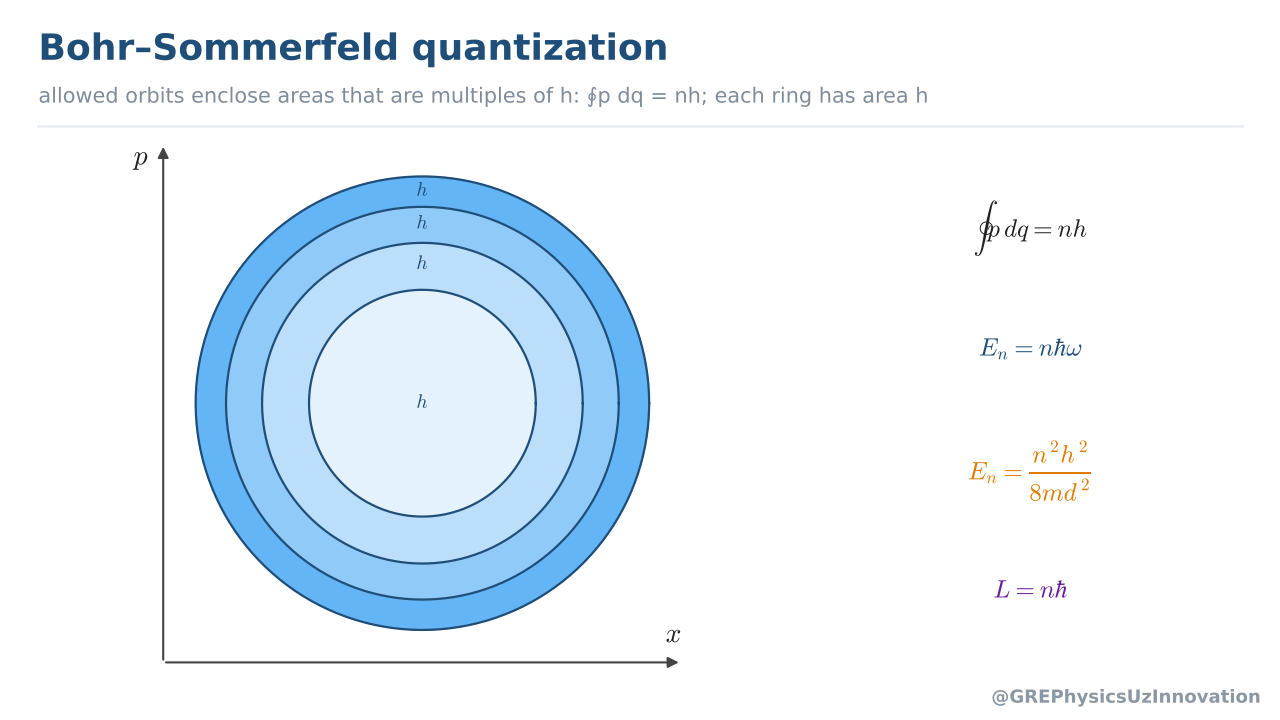 Bohr–Sommerfeld quantization
allowed orbits enclose areas that are multiples of h: ∮p dq = nh; each ring has area h
p
h
h
h
h
x
∮p dq = nh
Eₙ = nħω
Eₙ = n²h²/8md²
L = nħ
@GREPhysicsUzInnovation